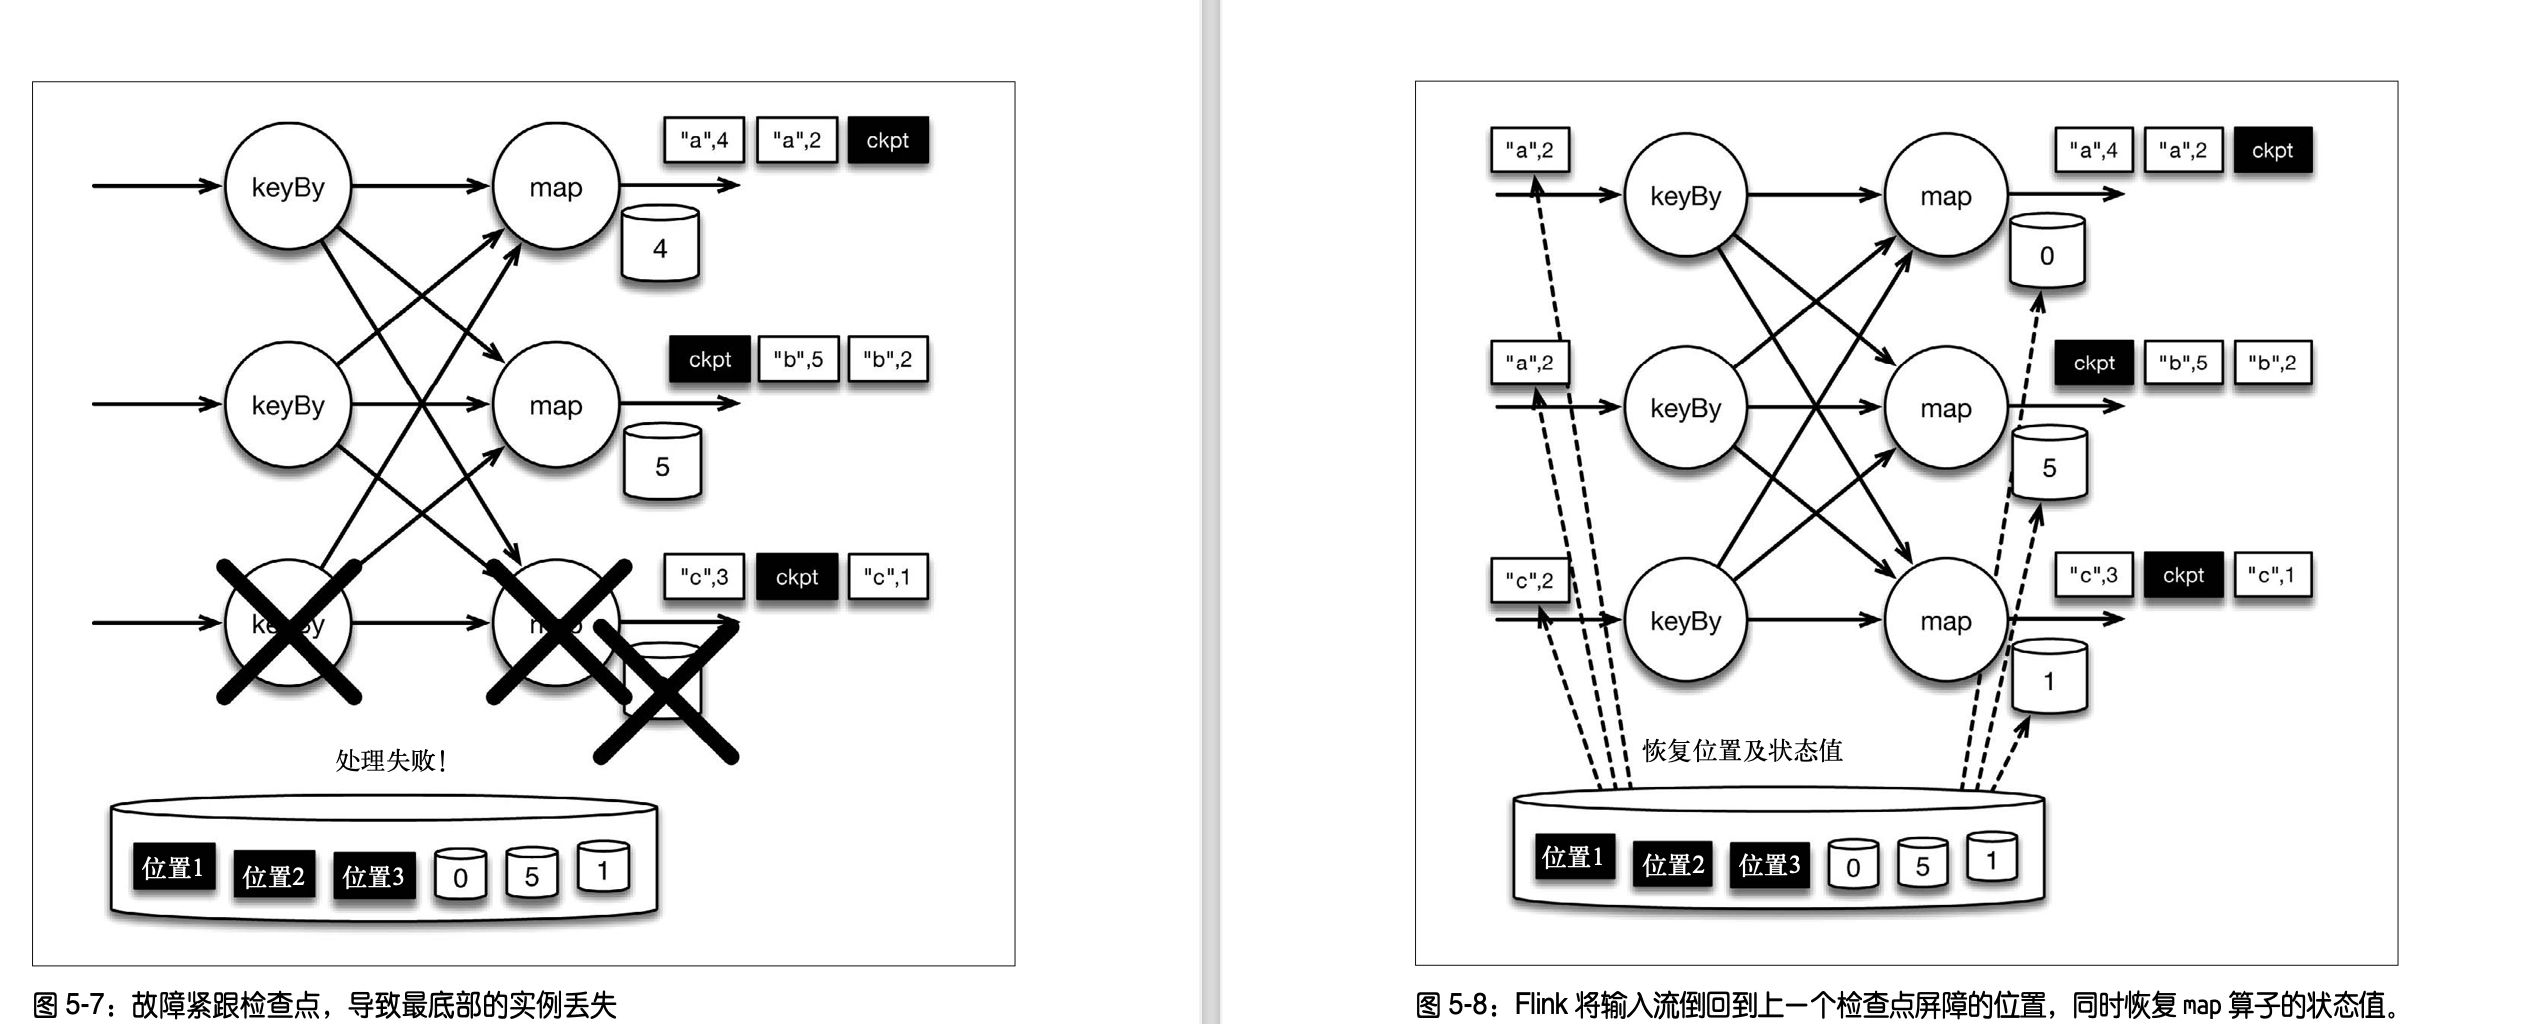 "a",4 "a",2 ckpt
keyBy map
4
ckpt "b",5 "b",2
keyBy map
5
"c",3 ckpt "c",1
keyBy map
处理失败!
位置1 位置2 位置3 0 5 1
图 5-7：故障紧跟检查点，导致最底部的实例丢失
"a",2 "a",4 "a",2 ckpt
keyBy map
0
"a",2 ckpt "b",5 "b",2
keyBy map
5
"c",2 "c",3 ckpt "c",1
keyBy map
1
恢复位置及状态值
位置1 位置2 位置3 0 5 1
图 5-8：Flink 将输入流倒回到上一个检查点屏障的位置，同时恢复 map 算子的状态值。